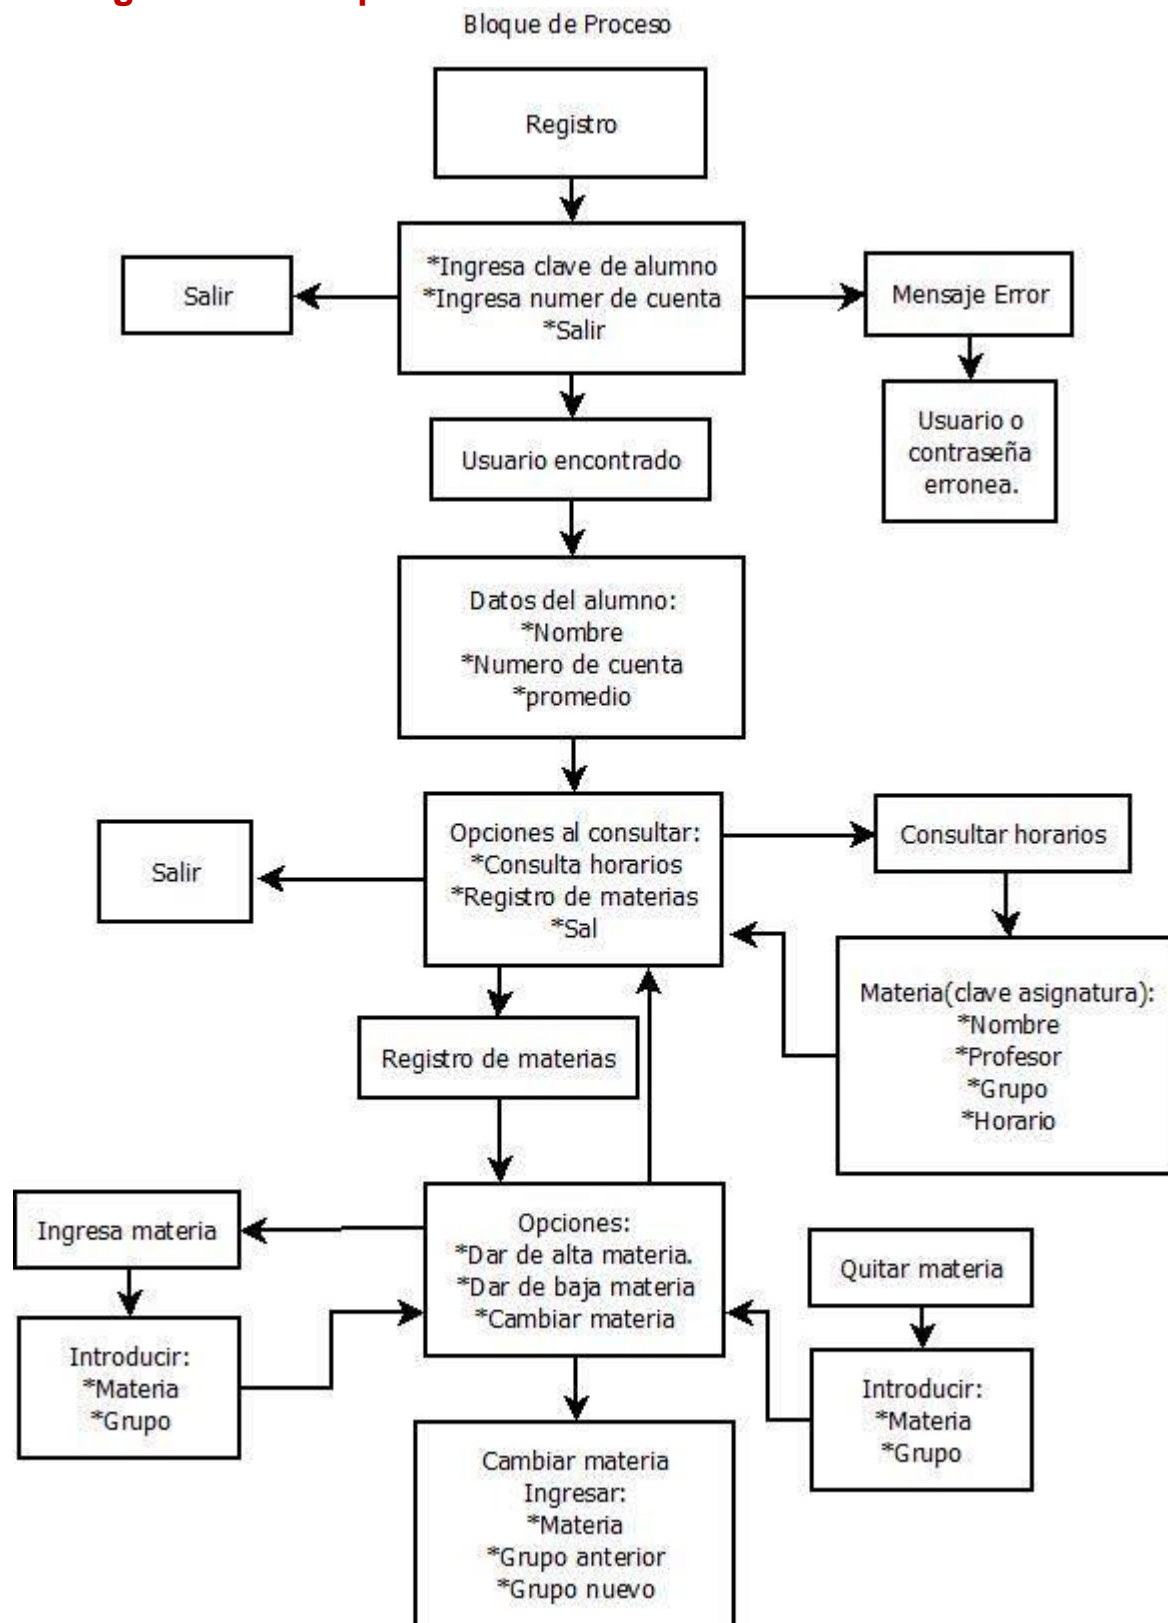 Bloque de Proceso
Registro
*Ingresa clave de alumno
*Ingresa numer de cuenta
*Salir
Salir
Mensaje Error
Usuario o
contraseña
erronea.
Usuario encontrado
Datos del alumno:
*Nombre
*Numero de cuenta
*promedio
Opciones al consultar:
*Consulta horarios
*Registro de materias
*Sal
Salir
Consultar horarios
Materia(clave asignatura):
*Nombre
*Profesor
*Grupo
*Horario
Registro de materias
Opciones:
*Dar de alta materia.
*Dar de baja materia
*Cambiar materia
Ingresa materia
Introducir:
*Materia
*Grupo
Quitar materia
Introducir:
*Materia
*Grupo
Cambiar materia
Ingresar:
*Materia
*Grupo anterior
*Grupo nuevo